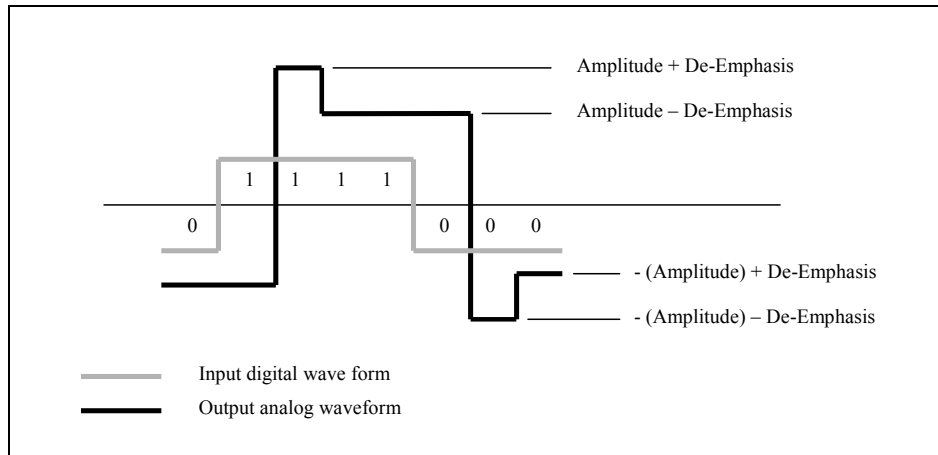 Amplitude + De-Emphasis
Amplitude – De-Emphasis
1 1 1 1
0 0 0 0
- (Amplitude) + De-Emphasis
- (Amplitude) – De-Emphasis
Input digital wave form
Output analog waveform